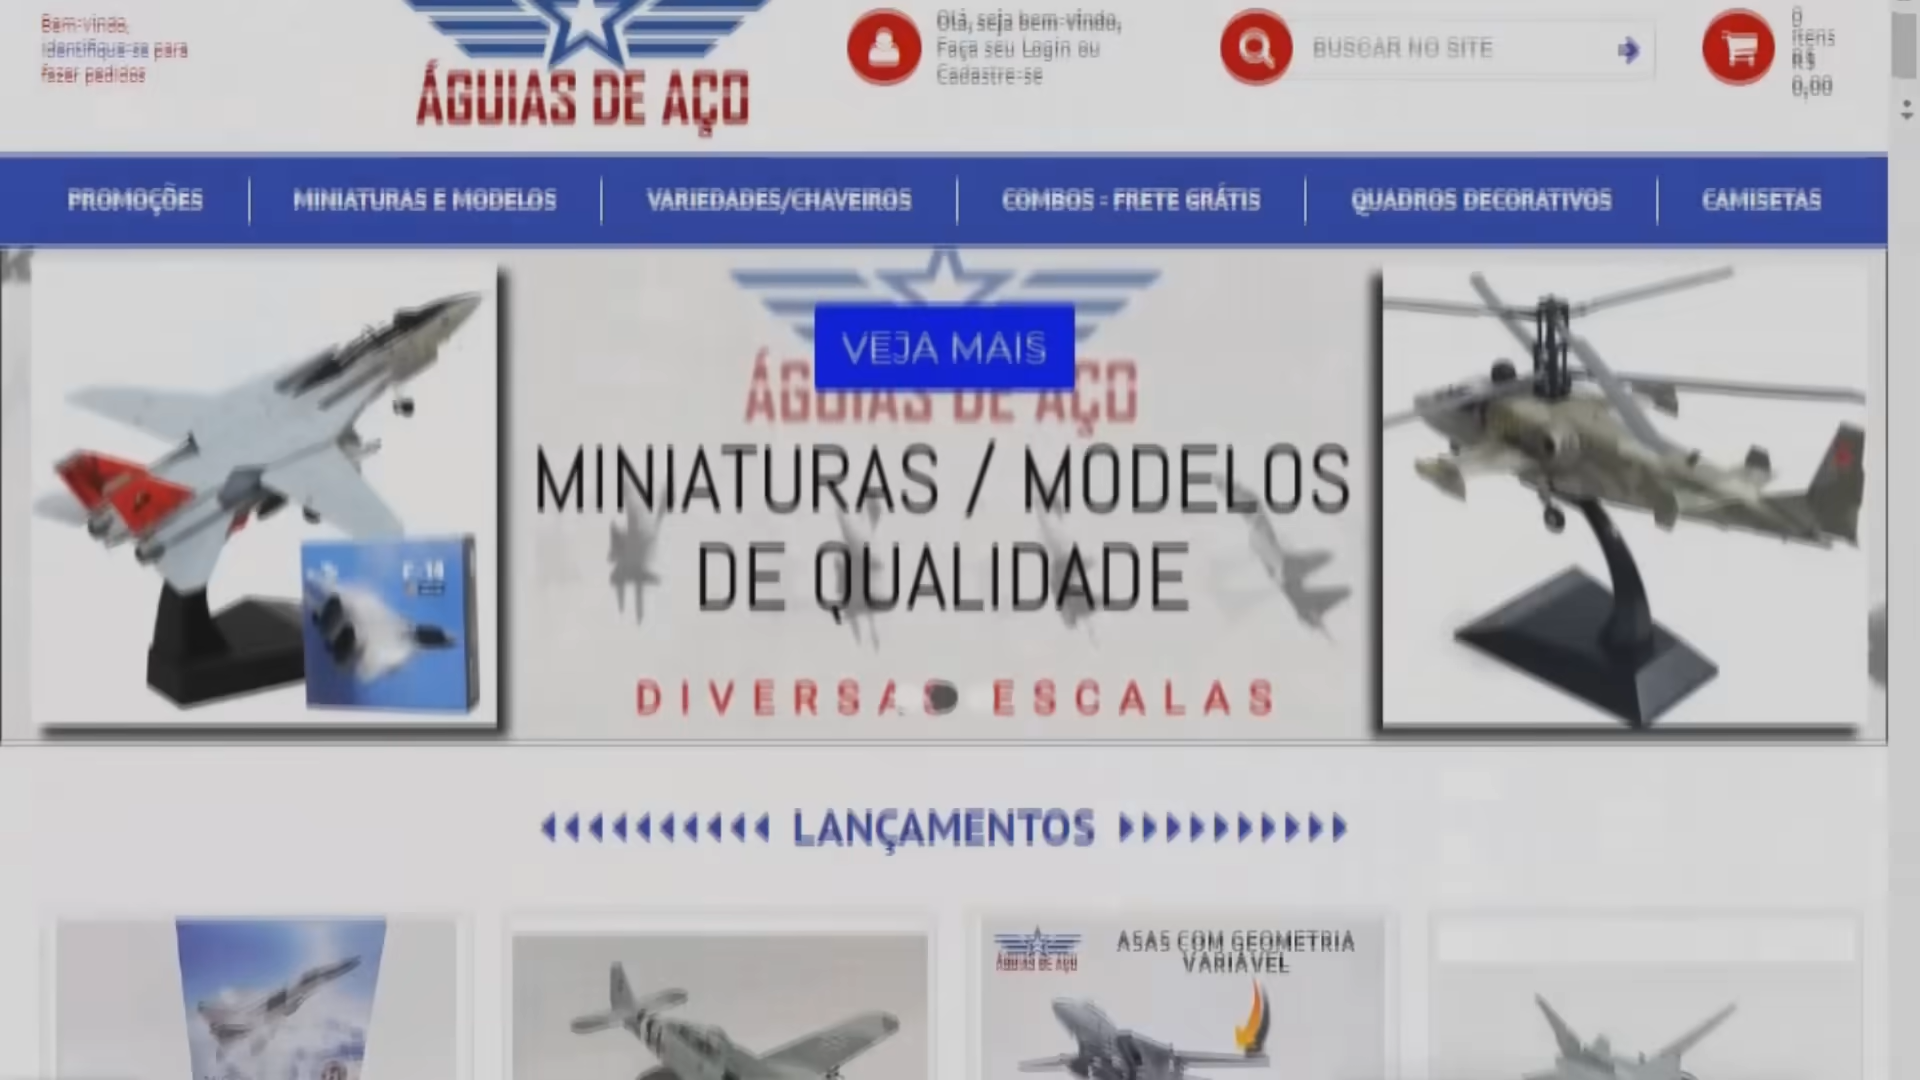 Bem-vindo,
identifique-se para
fazer pedidos
ÁGUIAS DE AÇO
Olá, seja bem-vindo,
Faça seu Login ou
Cadastre-se
BUSCAR NO SITE
0
itens
R$
0,00
PROMOÇÕES
MINIATURAS E MODELOS
VARIEDADES/CHAVEIROS
COMBOS - FRETE GRÁTIS
QUADROS DECORATIVOS
CAMISETAS
VEJA MAIS
ÁGUIAS DE AÇO
MINIATURAS / MODELOS
DE QUALIDADE
DIVERSAS ESCALAS
F-14
LANÇAMENTOS
ÁGUIAS DE AÇO
ASAS COM GEOMETRIA
VARIÁVEL